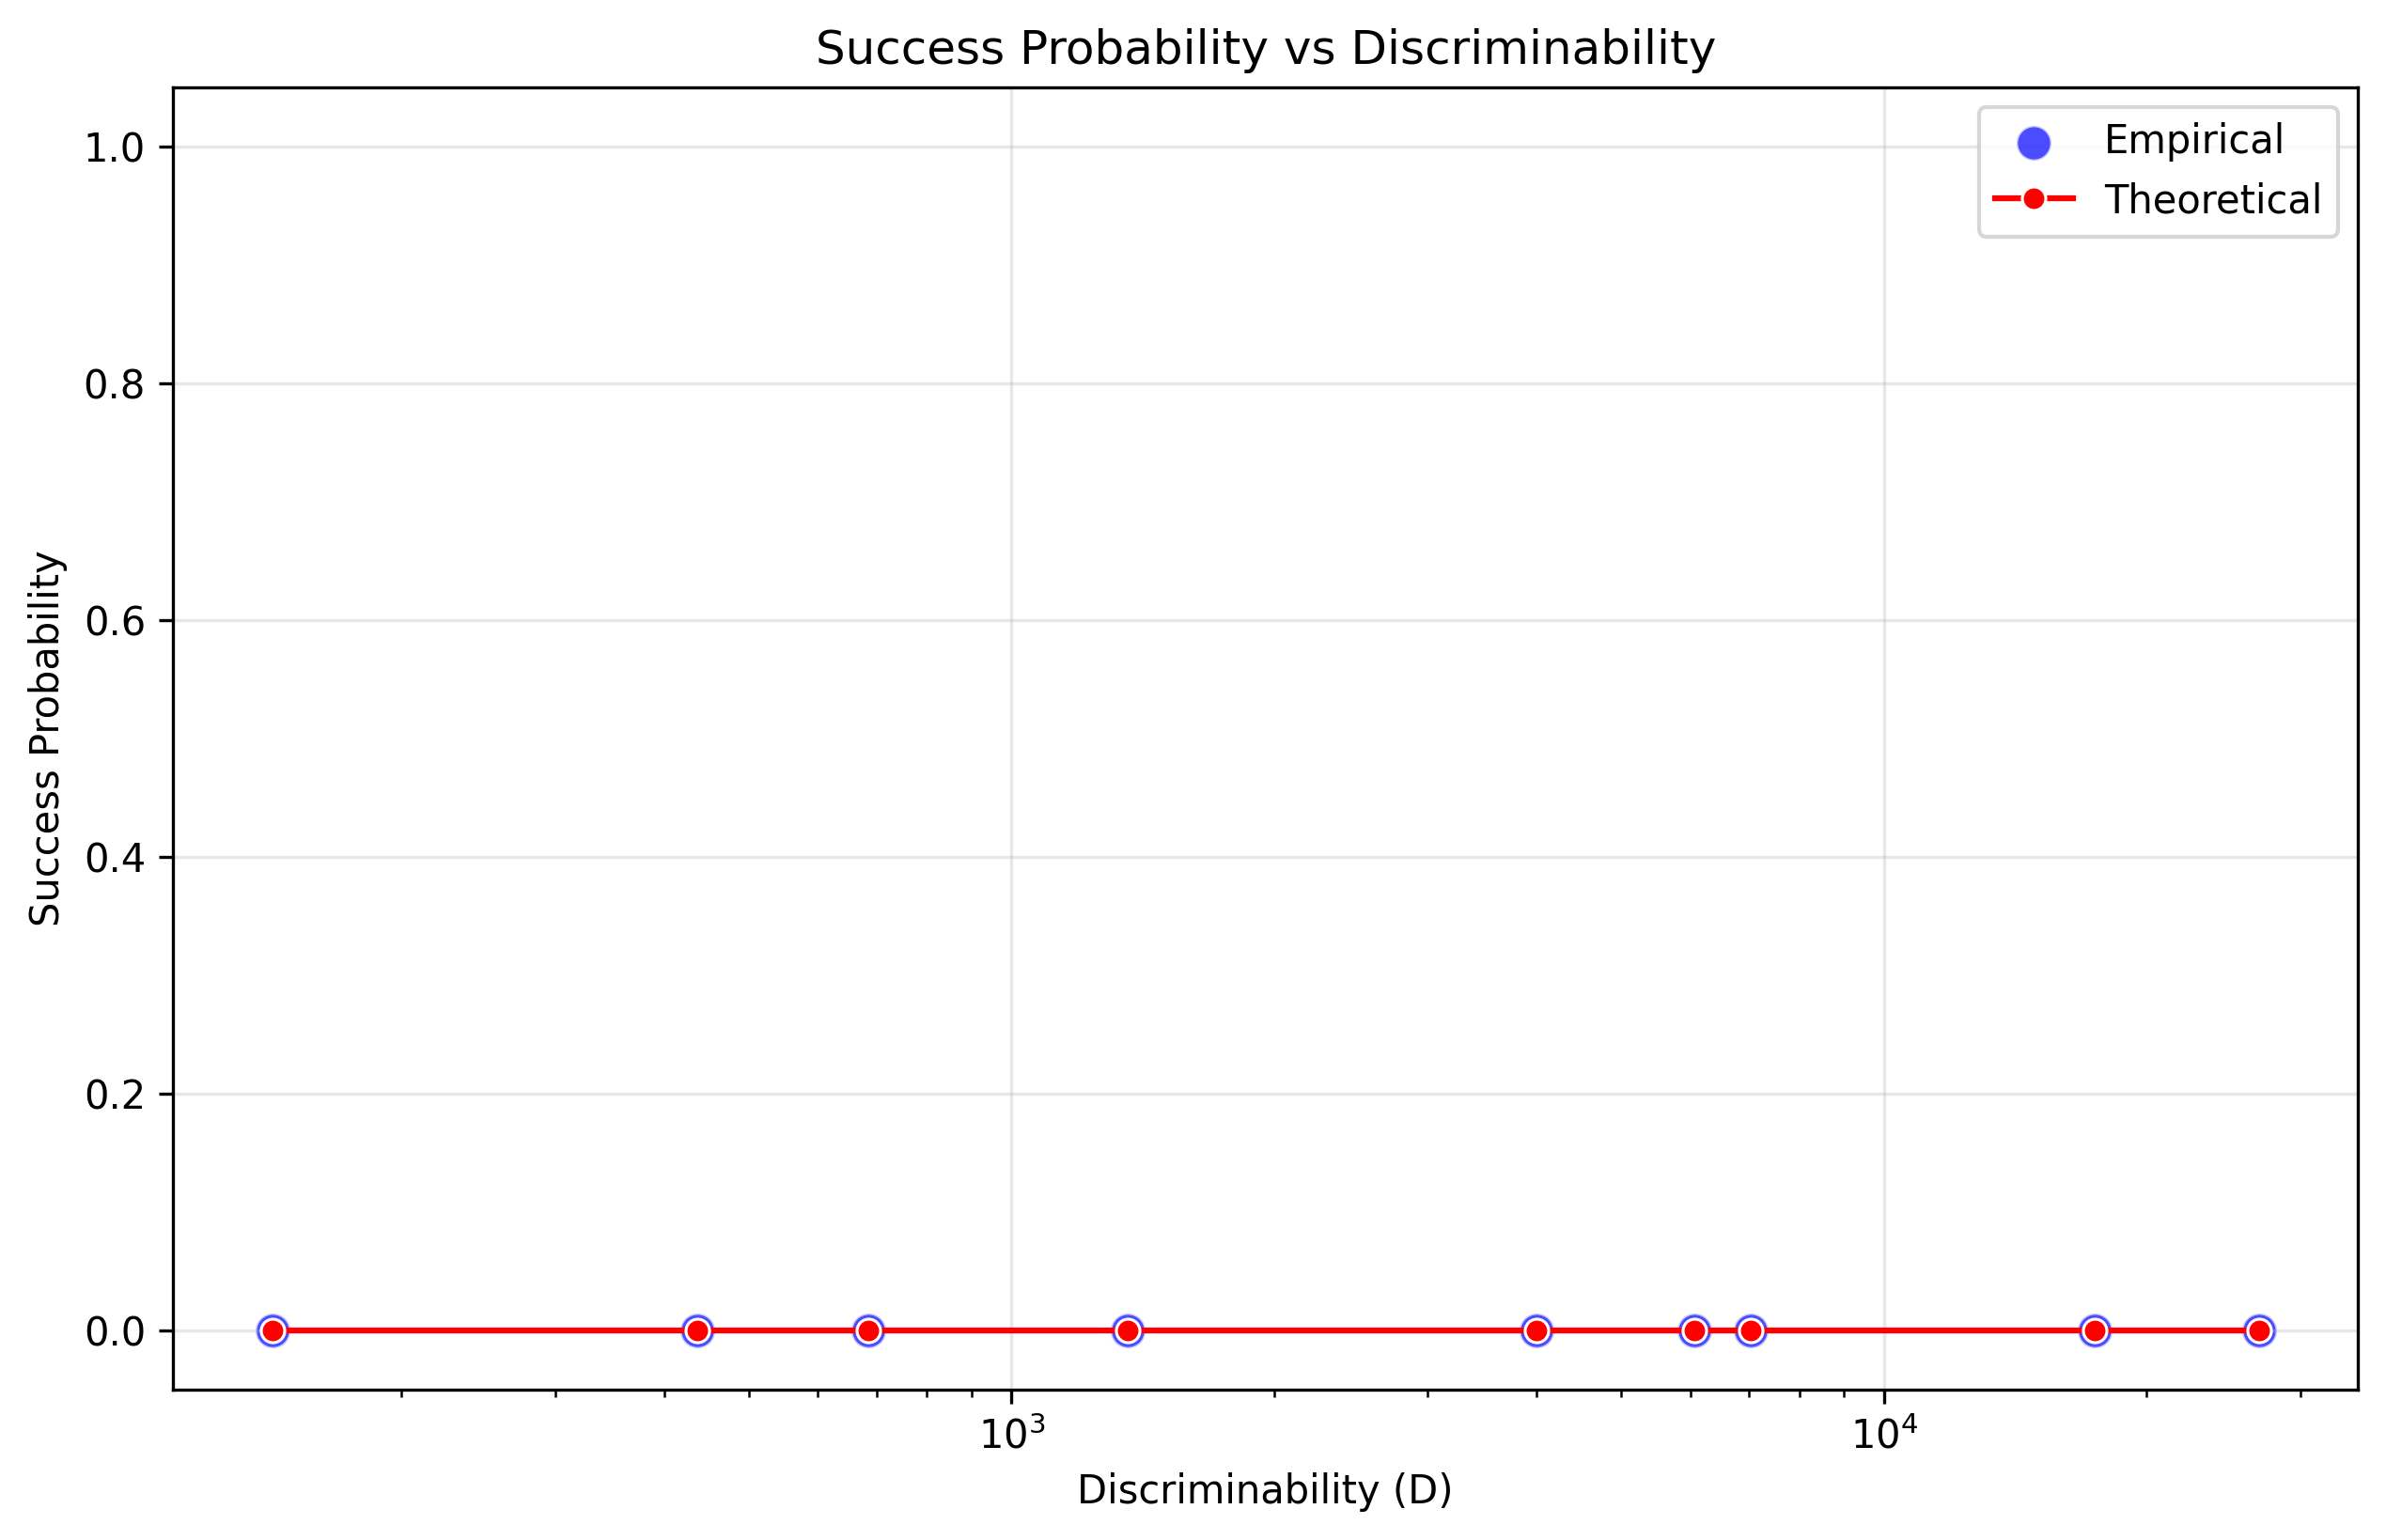 Success Probability vs Discriminability
Empirical
Theoretical
1.0
0.8
0.6
0.4
0.2
0.0
Success Probability
10³
10⁴
Discriminability (D)